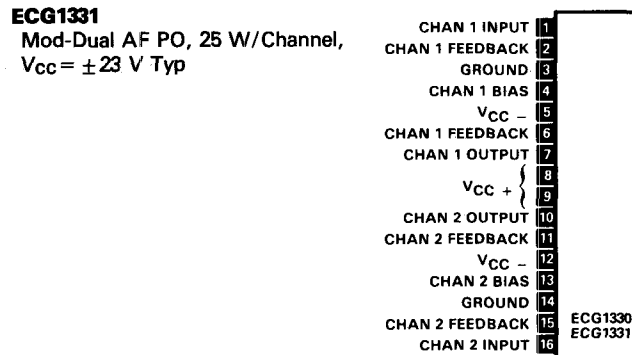 ECG1331
Mod-Dual AF PO, 25 W/Channel,
Vcc = ± 23 V Typ
CHAN 1 INPUT 1
CHAN 1 FEEDBACK 2
GROUND 3
CHAN 1 BIAS 4
VCC – 5
CHAN 1 FEEDBACK 6
CHAN 1 OUTPUT 7
8
VCC + {
9
CHAN 2 OUTPUT 10
CHAN 2 FEEDBACK 11
VCC – 12
CHAN 2 BIAS 13
GROUND 14
CHAN 2 FEEDBACK 15
CHAN 2 INPUT 16
ECG1330
ECG1331